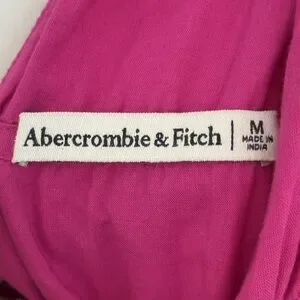 Abercrombie & Fitch
M
MADE IN
INDIA